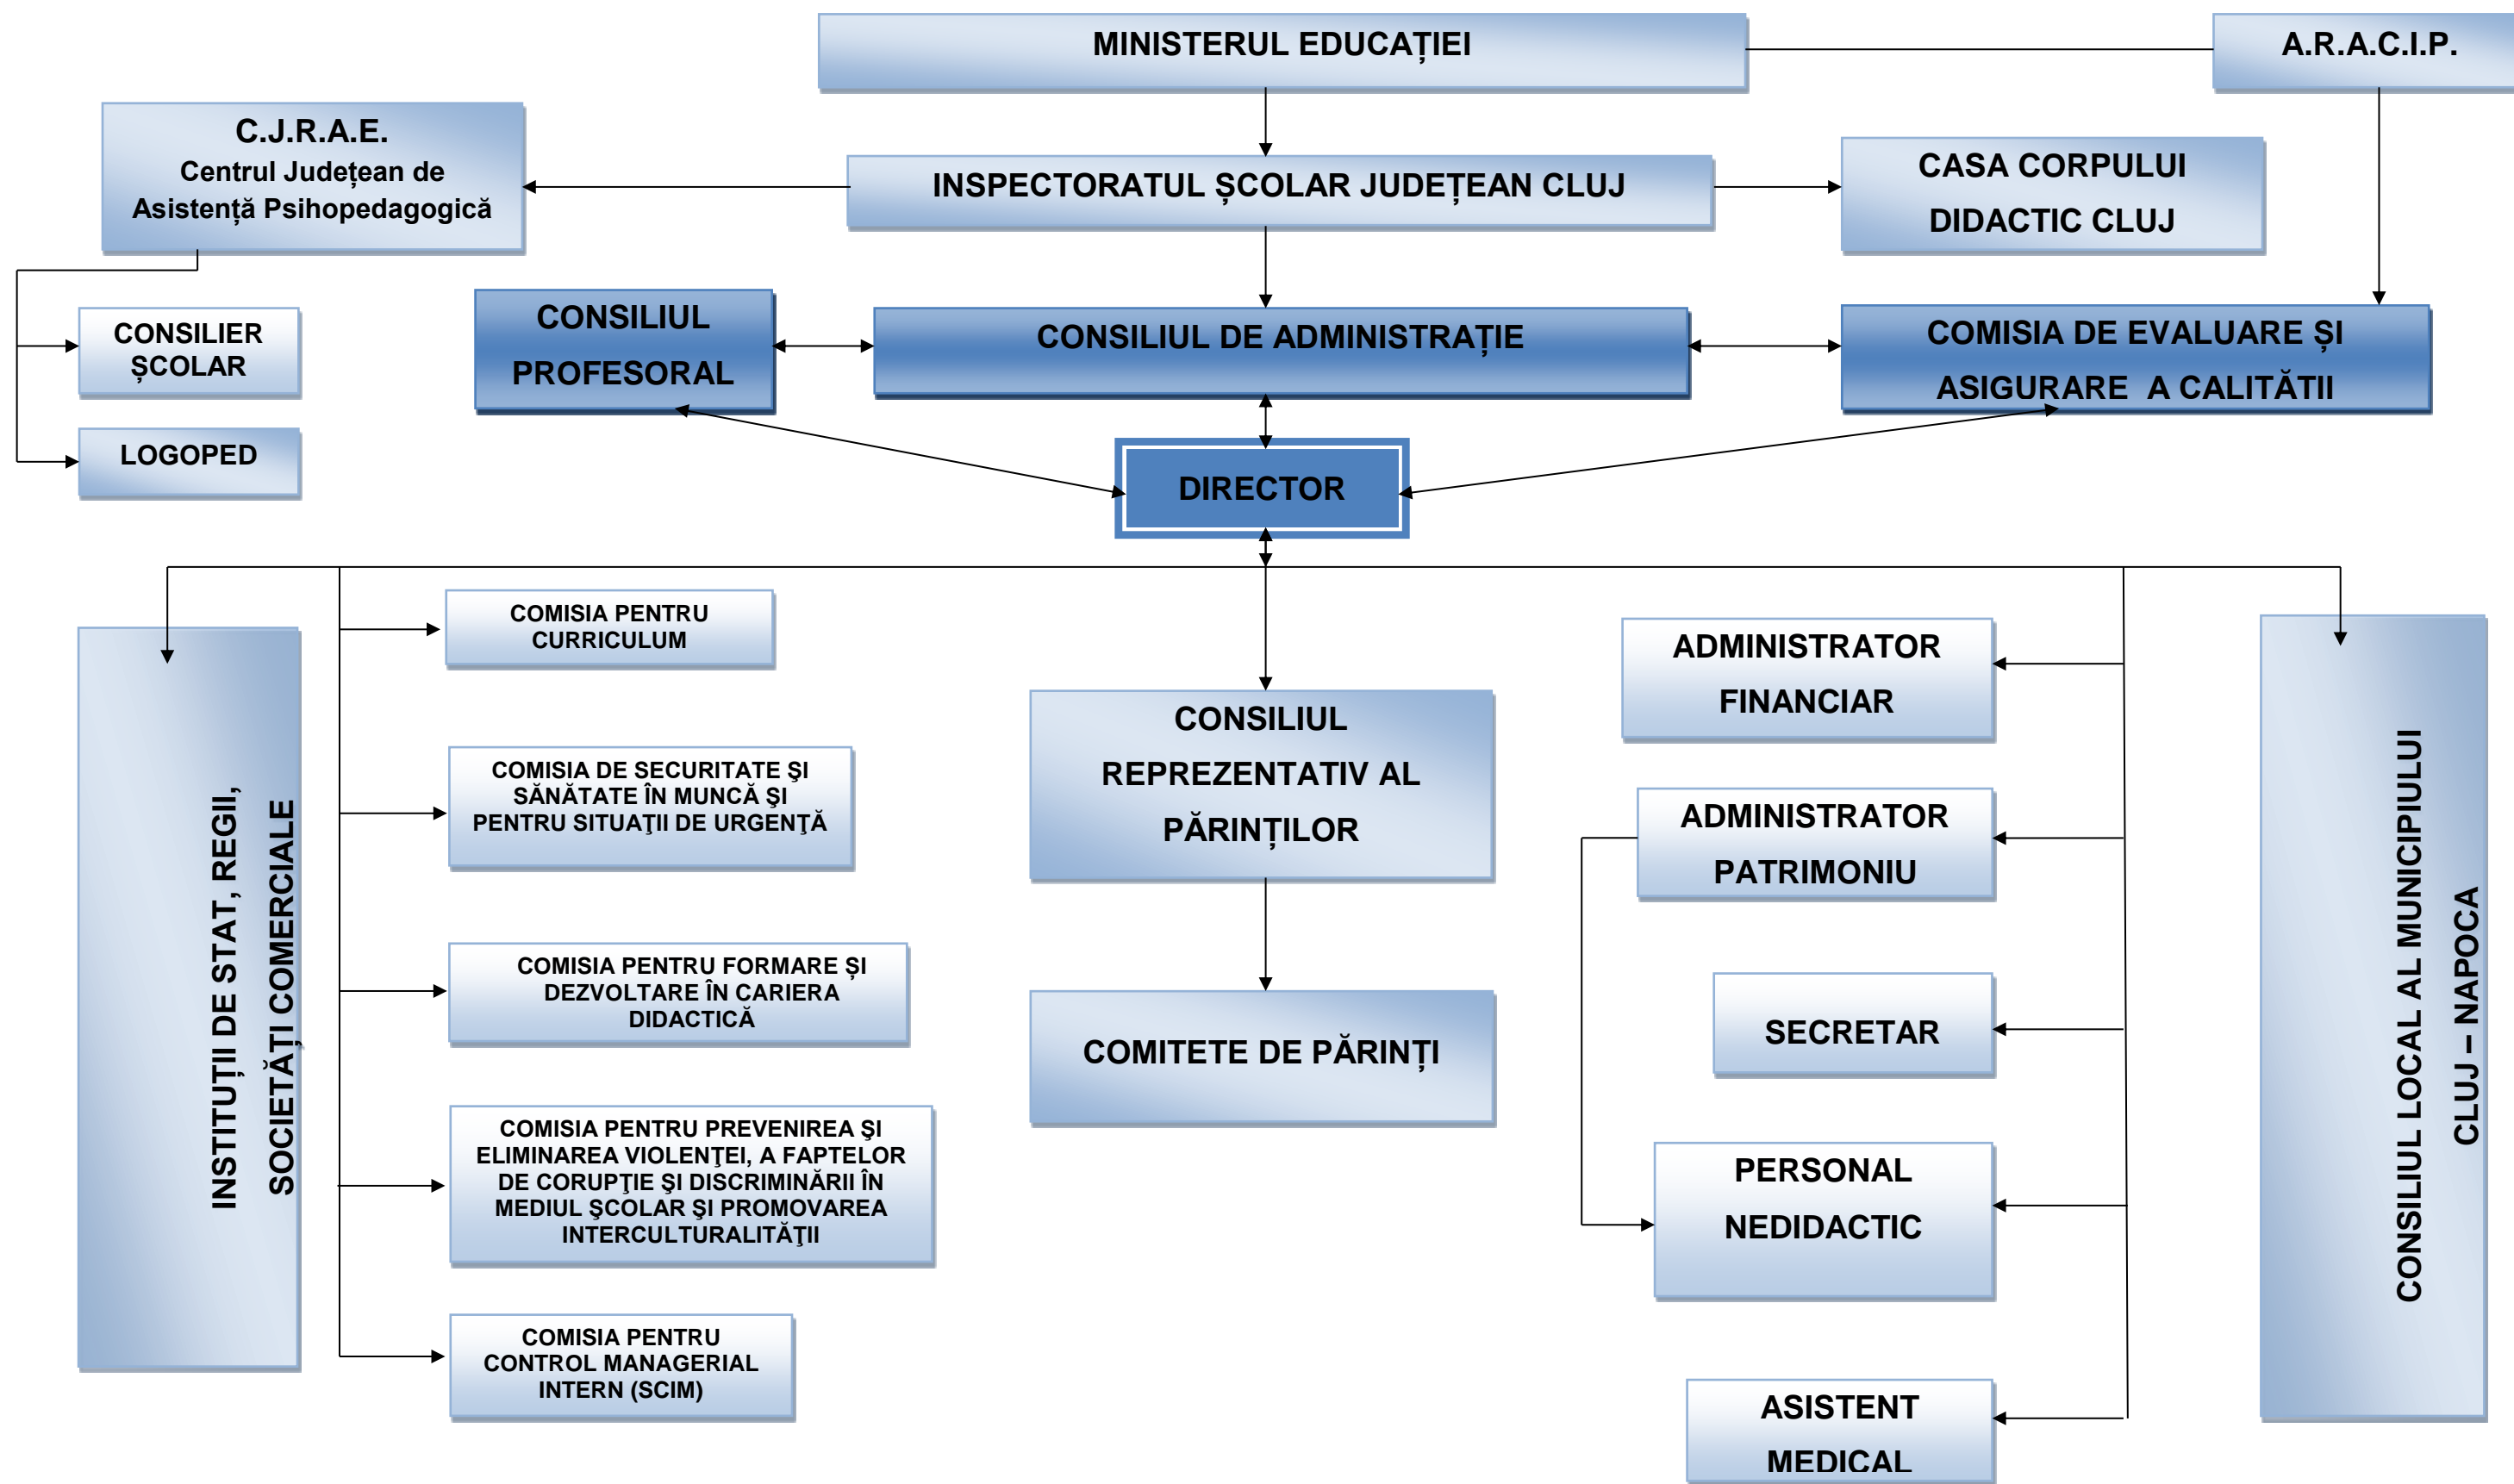 MINISTERUL EDUCAȚIEI
A.R.A.C.I.P.
C.J.R.A.E.
Centrul Județean de
Asistență Psihopedagogică
INSPECTORATUL ȘCOLAR JUDEȚEAN CLUJ
CASA CORPULUI
DIDACTIC CLUJ
CONSILIER
ȘCOLAR
LOGOPED
CONSILIUL
PROFESORAL
CONSILIUL DE ADMINISTRAȚIE
COMISIA DE EVALUARE ȘI
ASIGURARE A CALITĂTII
DIRECTOR
INSTITUȚII DE STAT, REGII,
SOCIETĂȚI COMERCIALE
COMISIA PENTRU
CURRICULUM
COMISIA DE SECURITATE ŞI
SĂNĂTATE ÎN MUNCĂ ŞI
PENTRU SITUAŢII DE URGENŢĂ
COMISIA PENTRU FORMARE ȘI
DEZVOLTARE ÎN CARIERA
DIDACTICĂ
COMISIA PENTRU PREVENIREA ŞI
ELIMINAREA VIOLENŢEI, A FAPTELOR
DE CORUPŢIE ŞI DISCRIMINĂRII ÎN
MEDIUL ŞCOLAR ŞI PROMOVAREA
INTERCULTURALITĂŢII
COMISIA PENTRU
CONTROL MANAGERIAL
INTERN (SCIM)
CONSILIUL
REPREZENTATIV AL
PĂRINȚILOR
COMITETE DE PĂRINȚI
ADMINISTRATOR
FINANCIAR
ADMINISTRATOR
PATRIMONIU
SECRETAR
PERSONAL
NEDIDACTIC
ASISTENT
MEDICAL
CONSILIUL LOCAL AL MUNICIPIULUI
CLUJ – NAPOCA